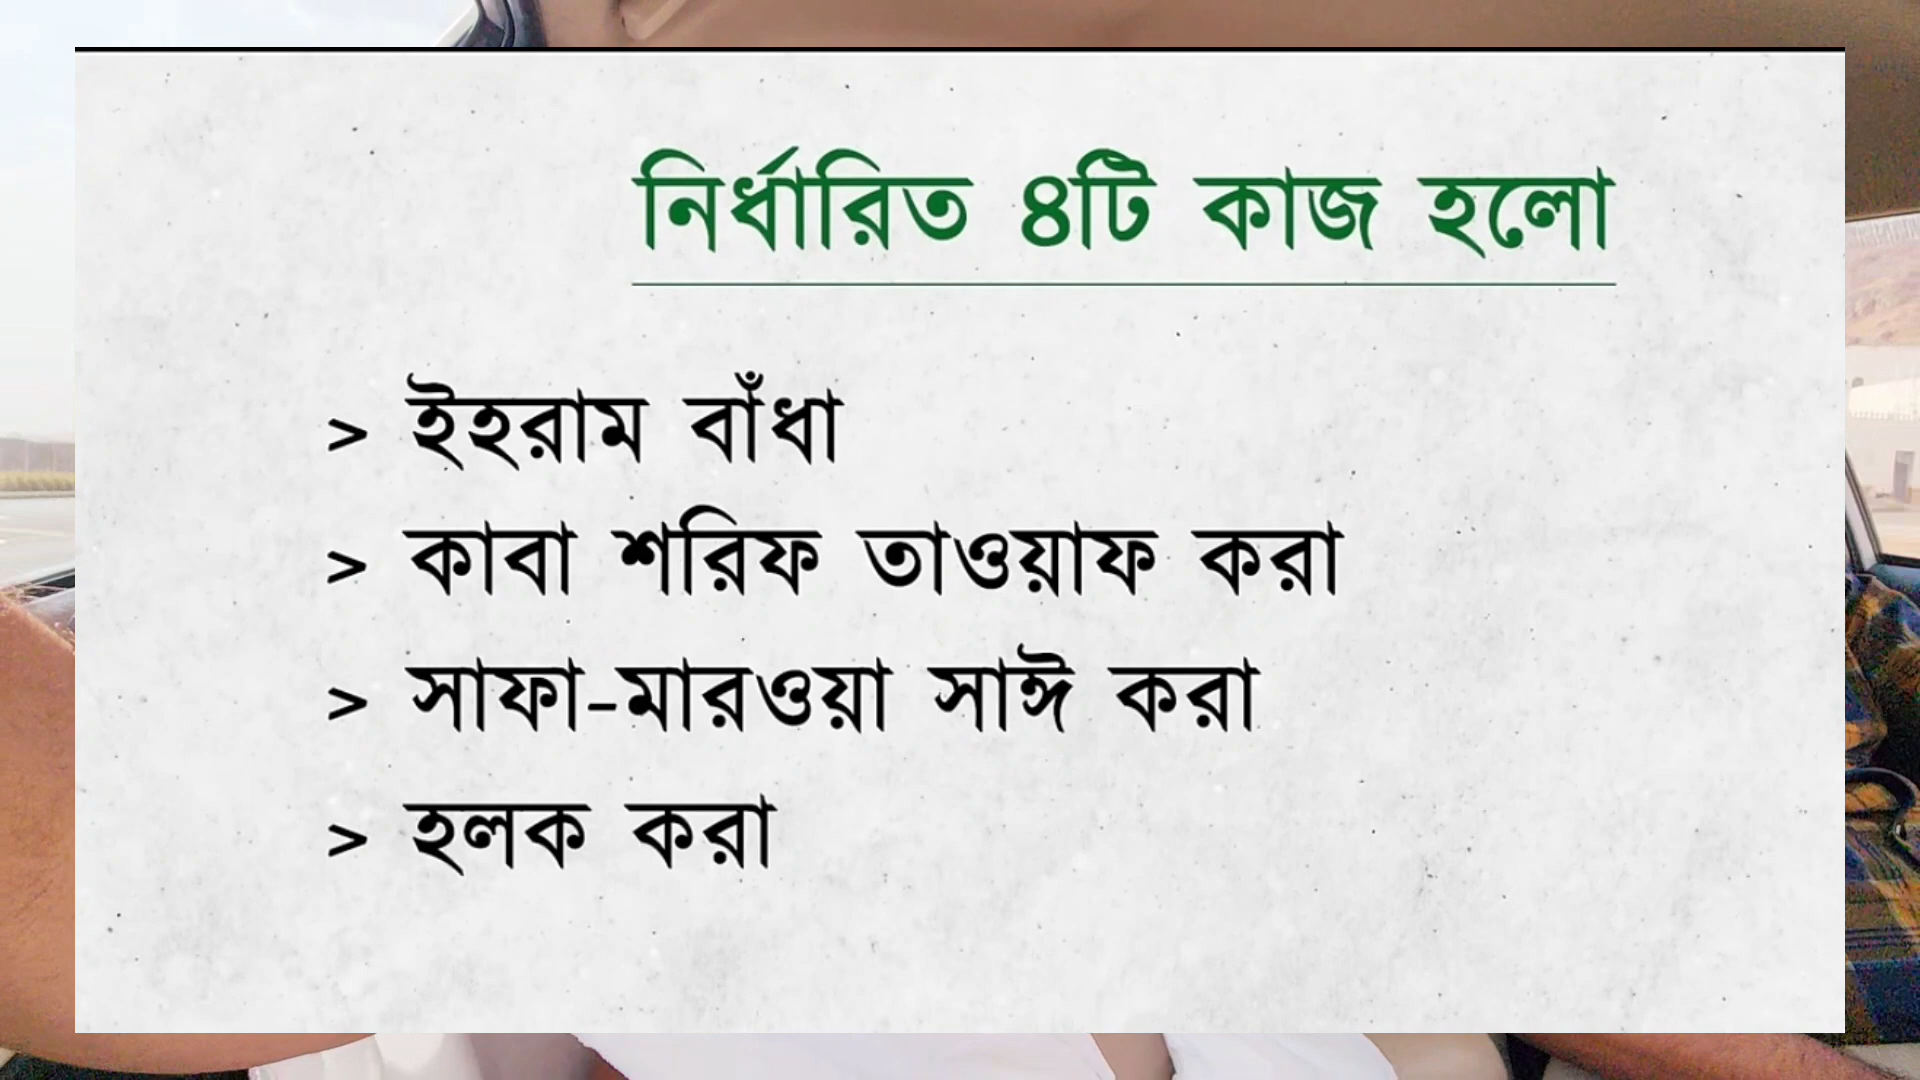 নির্ধারিত ৪টি কাজ হলো
> ইহরাম বাঁধা
> কাবা শরিফ তাওয়াফ করা
> সাফা-মারওয়া সাঈ করা
> হলক করা